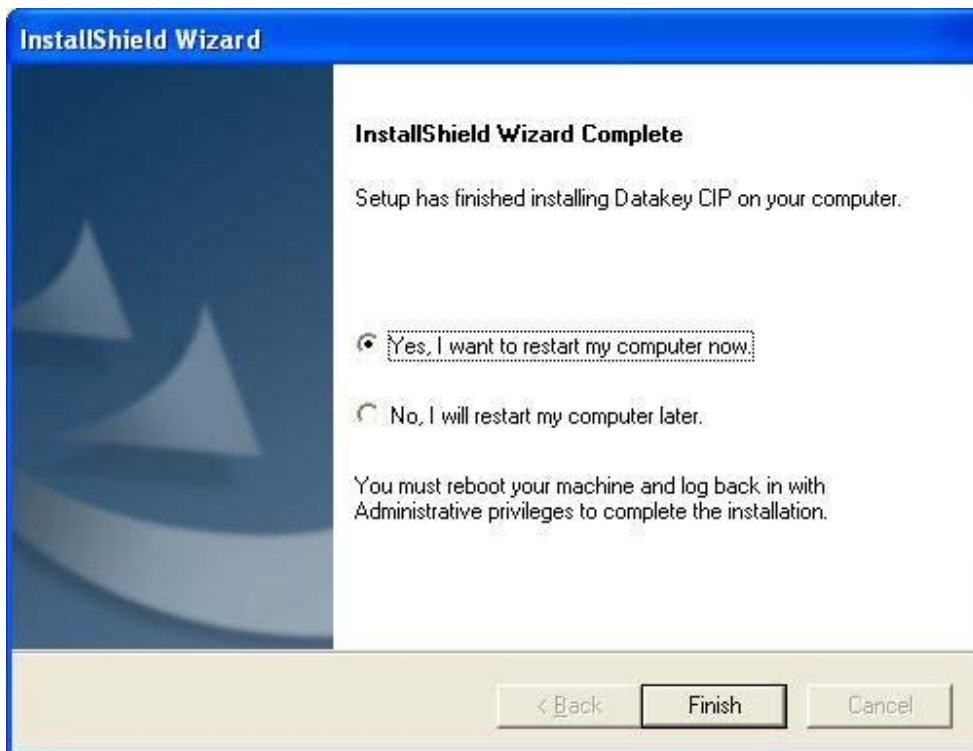 InstallShield Wizard
InstallShield Wizard Complete
Setup has finished installing Datakey CIP on your computer.
Yes, I want to restart my computer now.
No, I will restart my computer later.
You must reboot your machine and log back in with
Administrative privileges to complete the installation.
< Back
Finish
Cancel